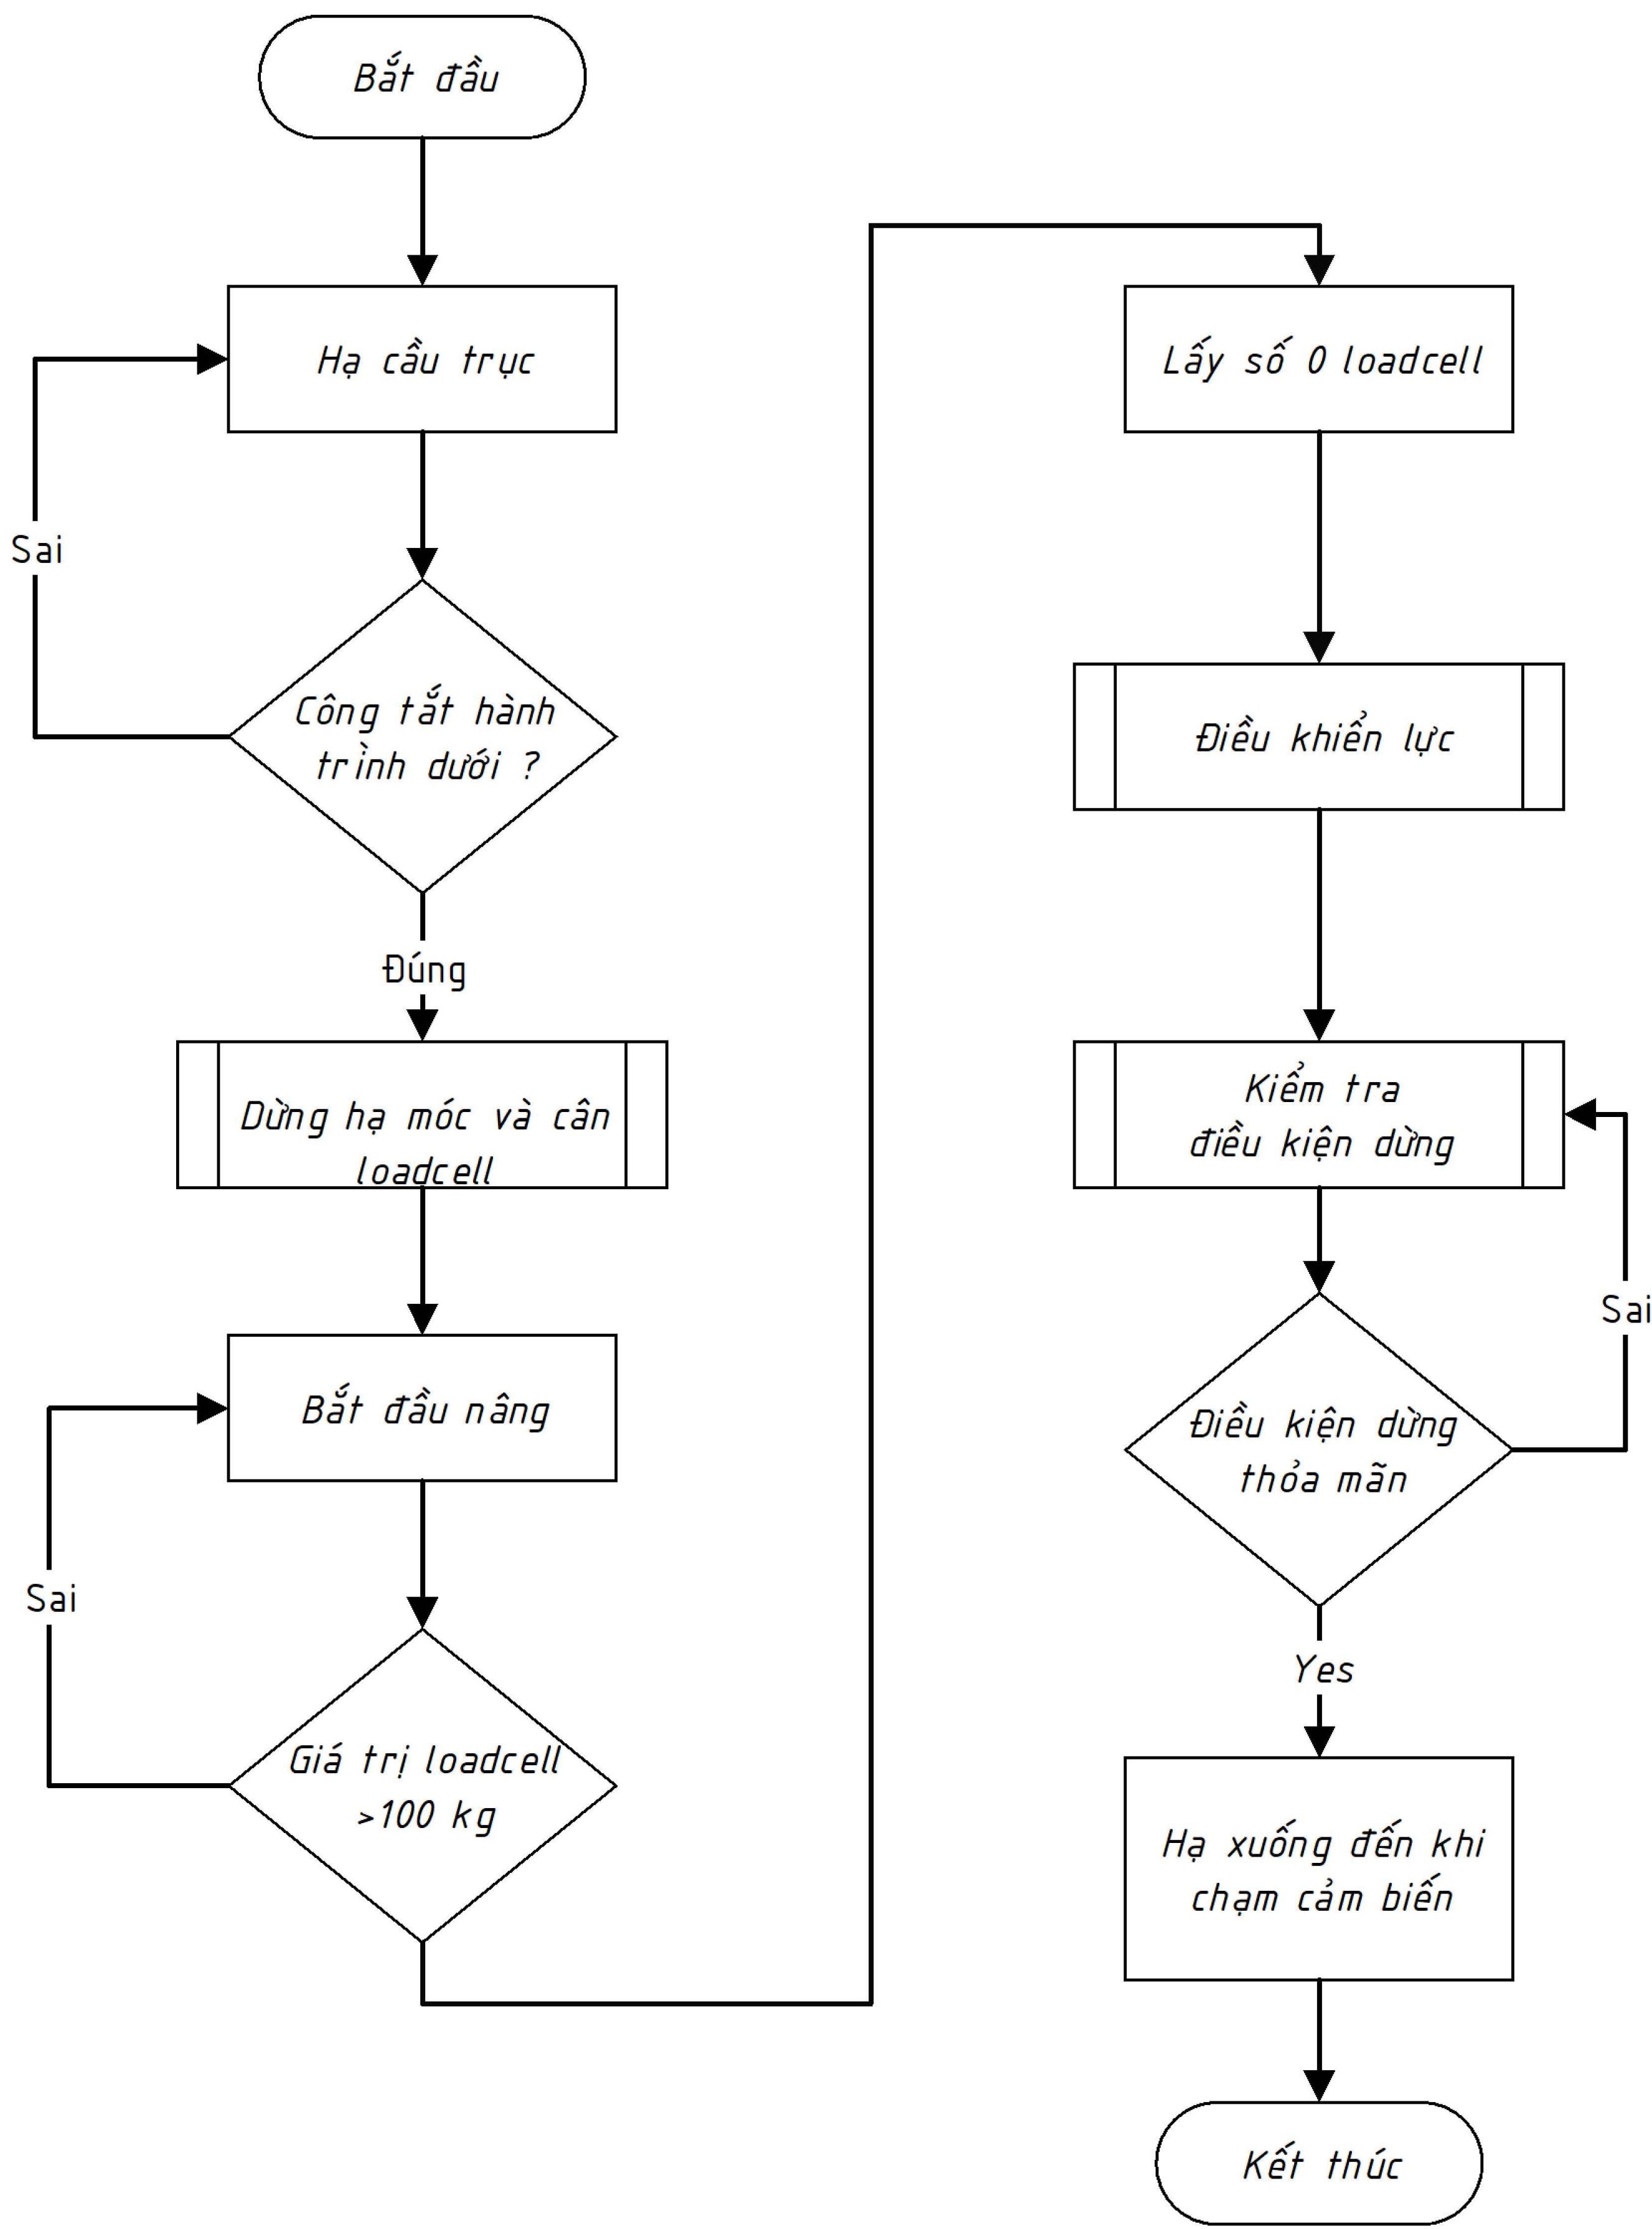 Bắt đầu
Hạ cầu trục
Sai
Công tắt hành
trình dưới ?
Đúng
Dừng hạ móc và cân
loadcell
Bắt đầu nâng
Sai
Giá trị loadcell
>100 kg
Lấy số 0 loadcell
Điều khiển lực
Kiểm tra
điều kiện dừng
Sai
Điều kiện dừng
thỏa mãn
Yes
Hạ xuống đến khi
chạm cảm biến
Kết thúc